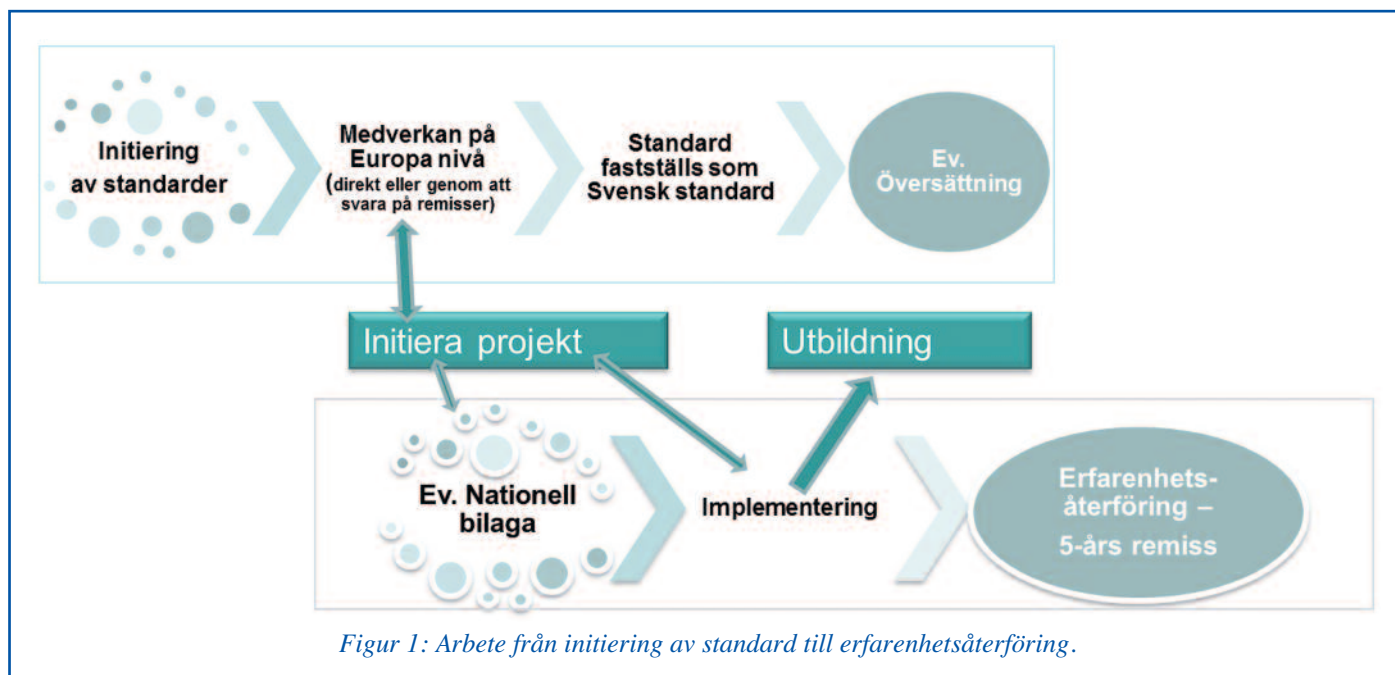 Initiering
av standarder
Medverkan på
Europa nivå
(direkt eller genom att
svara på remisser)
Standard
fastställs som
Svensk standard
Ev.
Översättning
Initiera projekt
Utbildning
Ev. Nationell
bilaga
Implementering
Erfarenhets-
återföring –
5-års remiss
Figur 1: Arbete från initiering av standard till erfarenhetsåterföring.